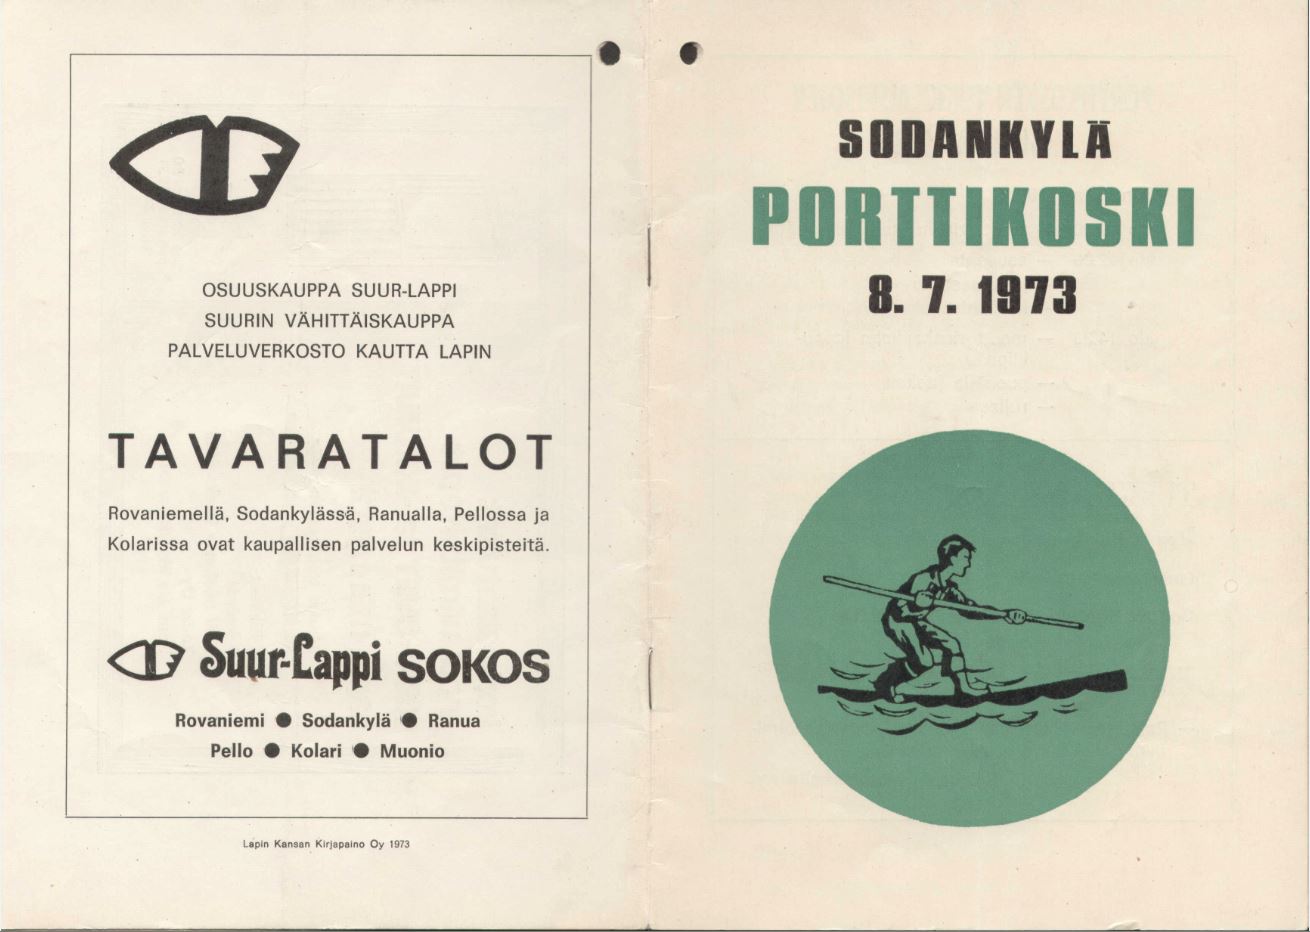 OSUUSKAUPPA SUUR-LAPPI
SUURIN VÄHITTÄISKAUPPA
PALVELUVERKOSTO KAUTTA LAPIN
TAVARATALOT
Rovaniemellä, Sodankylässä, Ranualla, Pellossa ja
Kolarissa ovat kaupallisen palvelun keskipisteitä.
Suur-Lappi SOKOS
Rovaniemi ● Sodankylä ● Ranua
Pello ● Kolari ● Muonio
Lapin Kansan Kirjapaino Oy 1973
SODANKYLÄ
PORTTIKOSKI
8. 7. 1973